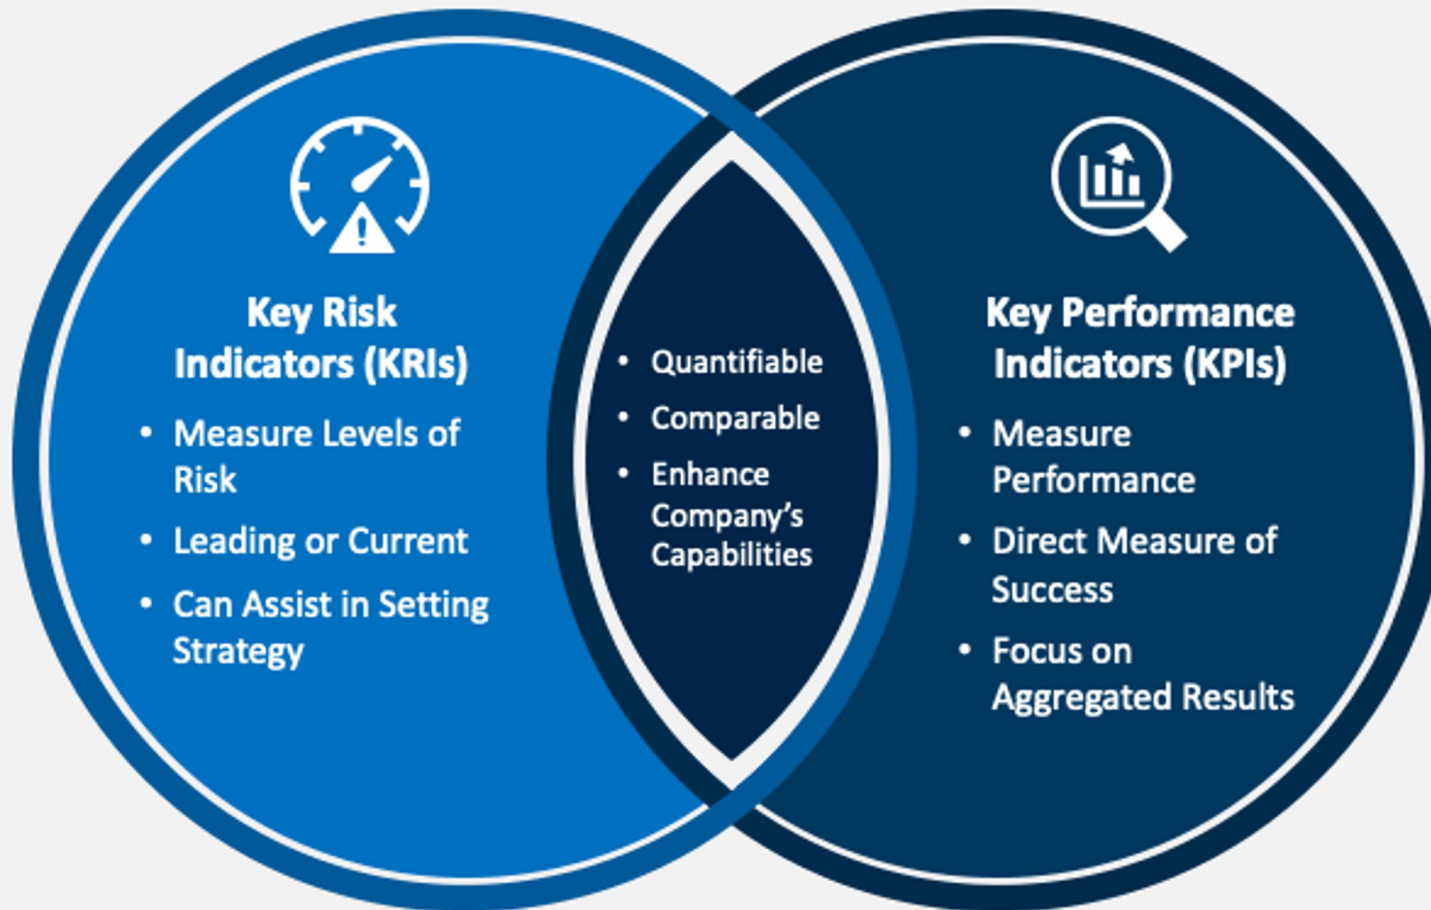 Key Risk
Indicators (KRIs)
• Measure Levels of
Risk
• Leading or Current
• Can Assist in Setting
Strategy
• Quantifiable
• Comparable
• Enhance
Company's
Capabilities
Key Performance
Indicators (KPIs)
• Measure
Performance
• Direct Measure of
Success
• Focus on
Aggregated Results